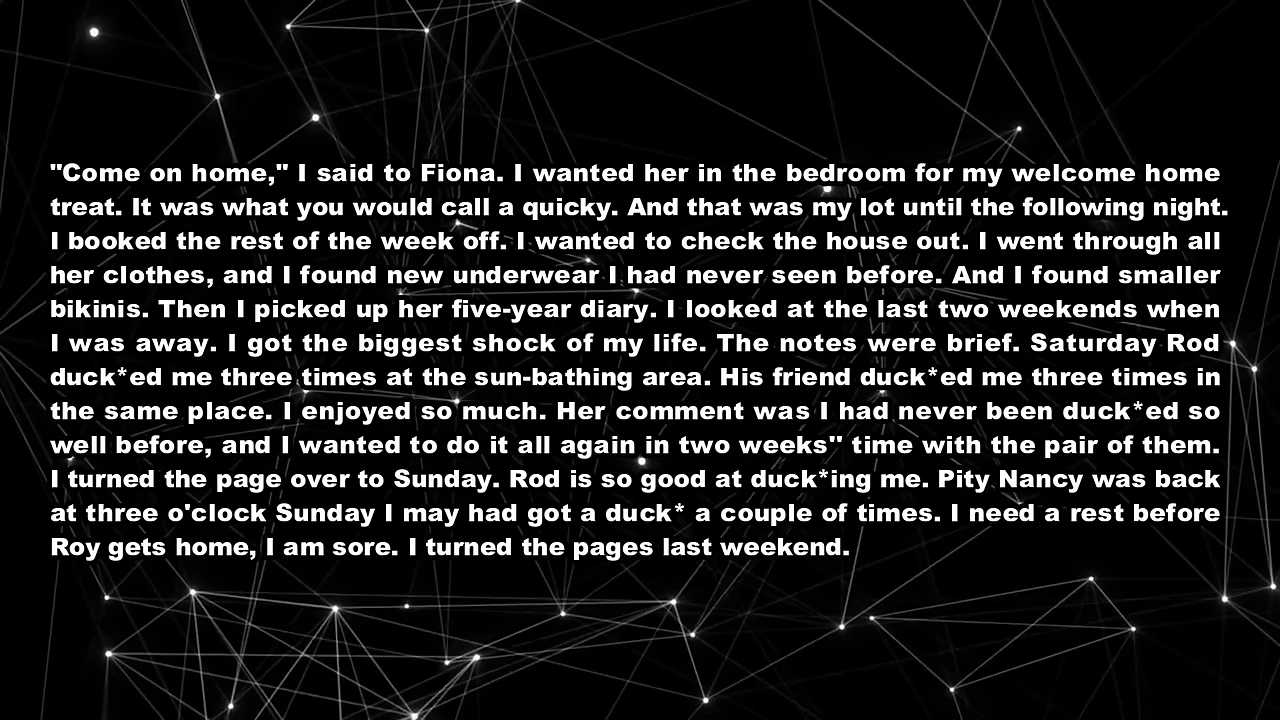 "Come on home," I said to Fiona. I wanted her in the bedroom for my welcome home
treat. It was what you would call a quicky. And that was my lot until the following night.
I booked the rest of the week off. I wanted to check the house out. I went through all
her clothes, and I found new underwear I had never seen before. And I found smaller
bikinis. Then I picked up her five-year diary. I looked at the last two weekends when
I was away. I got the biggest shock of my life. The notes were brief. Saturday Rod
duck*ed me three times at the sun-bathing area. His friend duck*ed me three times in
the same place. I enjoyed so much. Her comment was I had never been duck*ed so
well before, and I wanted to do it all again in two weeks'' time with the pair of them.
I turned the page over to Sunday. Rod is so good at duck*ing me. Pity Nancy was back
at three o'clock Sunday I may had got a duck* a couple of times. I need a rest before
Roy gets home, I am sore. I turned the pages last weekend.